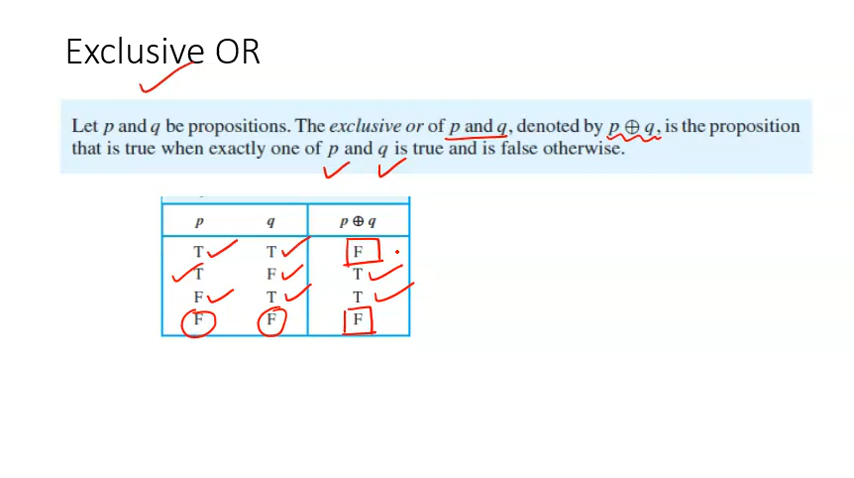 Exclusive OR
Let p and q be propositions. The exclusive or of p and q, denoted by p ⊕ q, is the proposition
that is true when exactly one of p and q is true and is false otherwise.
p q p ⊕ q
T T F
T F T
F T T
F F F